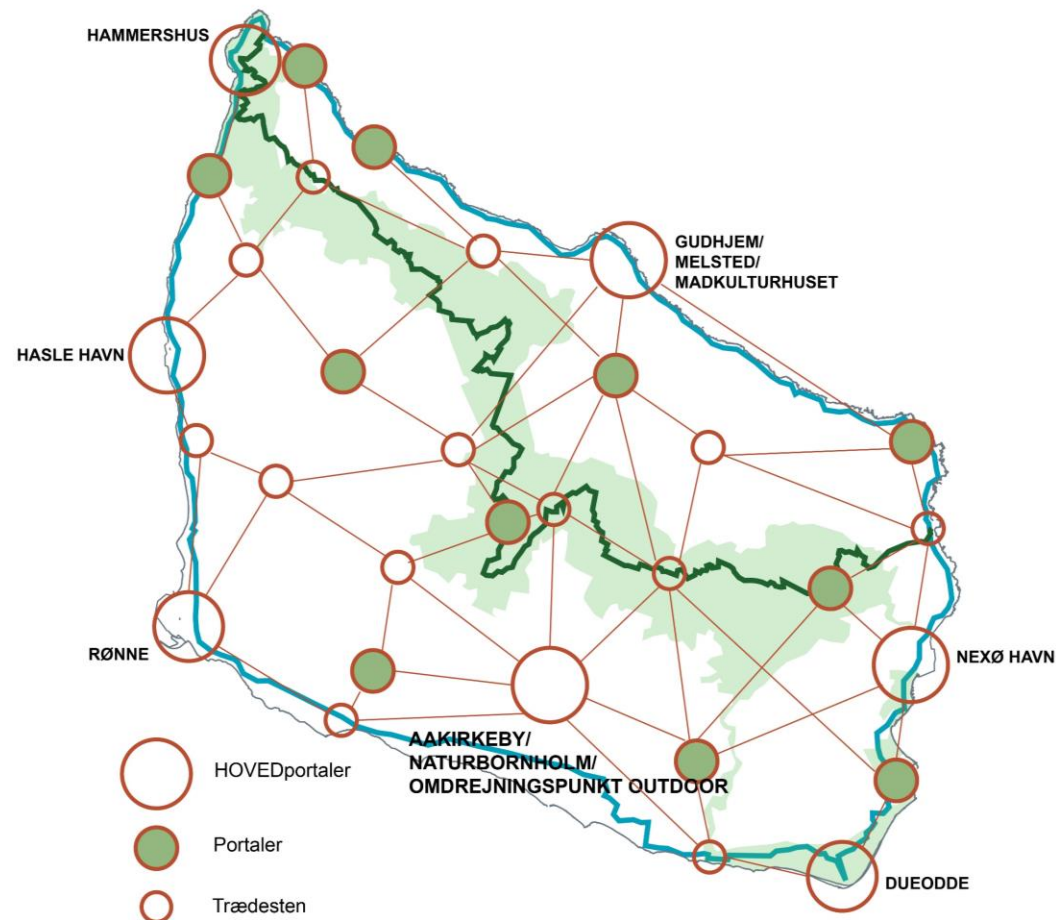 HAMMERSHUS
GUDHJEM/
MELSTED/
MADKULTURHUSET
HASLE HAVN
RØNNE
NEXØ HAVN
AAKIRKEBY/
NATURBORNHOLM/
OMDREJNINGSPUNKT OUTDOOR
DUEODDE
HOVEDportaler
Portaler
Trædesten